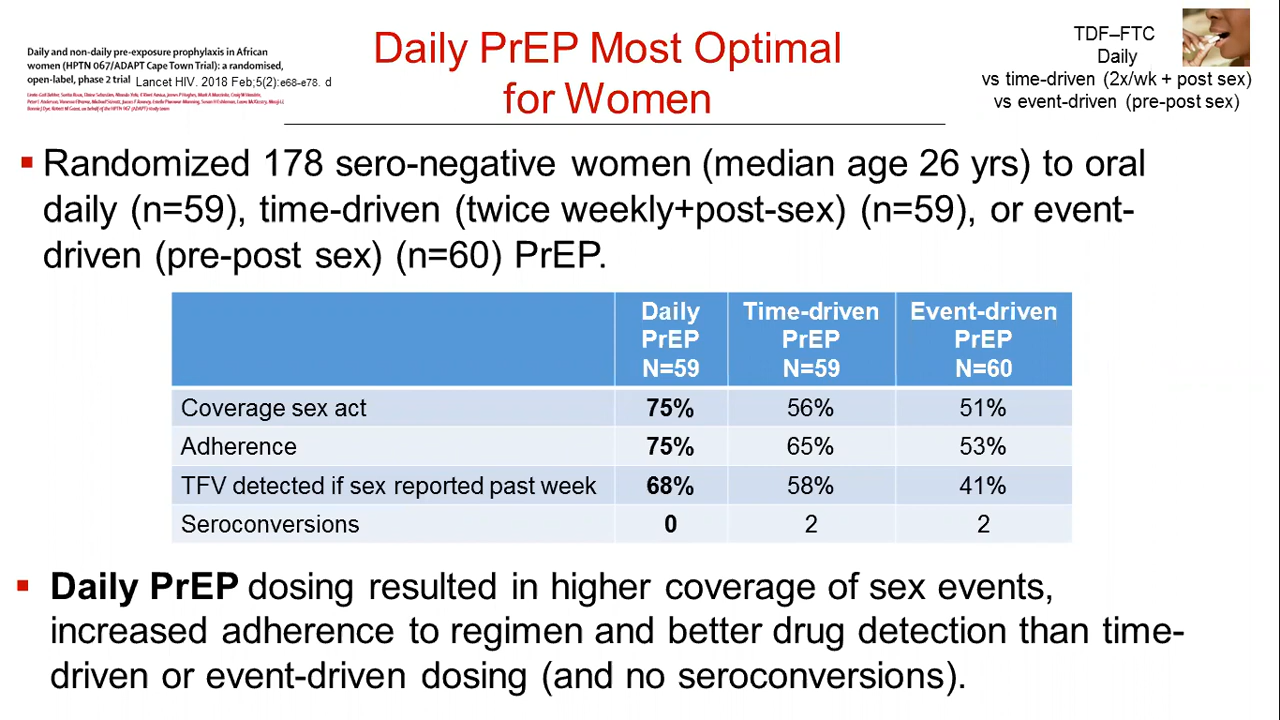 Daily and non-daily pre-exposure prophylaxis in African
women (HPTN 067/ADAPT Cape Town Trial): a randomised,
open-label, phase 2 trial Lancet HIV. 2018 Feb;5(2):e68-e78. d
Daily PrEP Most Optimal
for Women
TDF–FTC
Daily
vs time-driven (2x/wk + post sex)
vs event-driven (pre-post sex)
▪ Randomized 178 sero-negative women (median age 26 yrs) to oral
daily (n=59), time-driven (twice weekly+post-sex) (n=59), or event-
driven (pre-post sex) (n=60) PrEP.
Daily PrEP N=59 Time-driven PrEP N=59 Event-driven PrEP N=60
Coverage sex act 75% 56% 51%
Adherence 75% 65% 53%
TFV detected if sex reported past week 68% 58% 41%
Seroconversions 0 2 2
▪ Daily PrEP dosing resulted in higher coverage of sex events,
increased adherence to regimen and better drug detection than time-
driven or event-driven dosing (and no seroconversions).